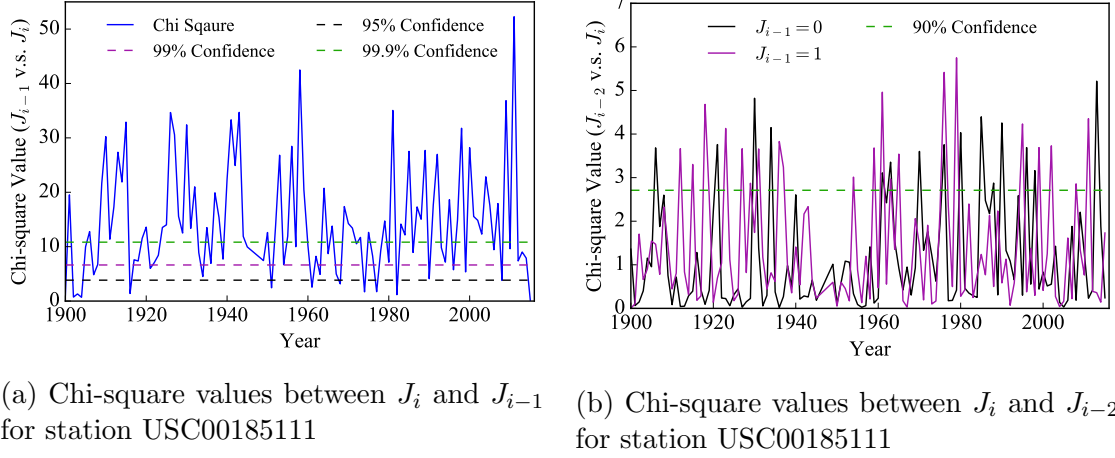 Chi Sqaure
95% Confidence
99% Confidence
99.9% Confidence
Chi-square Value (J_{i−1} v.s. J_i)
50
40
30
20
10
0
1900 1920 1940 1960 1980 2000
Year
J_{i−1} = 0
90% Confidence
J_{i−1} = 1
Chi-square Value (J_{i−2} v.s. J_i)
7
6
5
4
3
2
1
0
1900 1920 1940 1960 1980 2000
Year
(a) Chi-square values between J_i and J_{i−1}
for station USC00185111
(b) Chi-square values between J_i and J_{i−2}
for station USC00185111